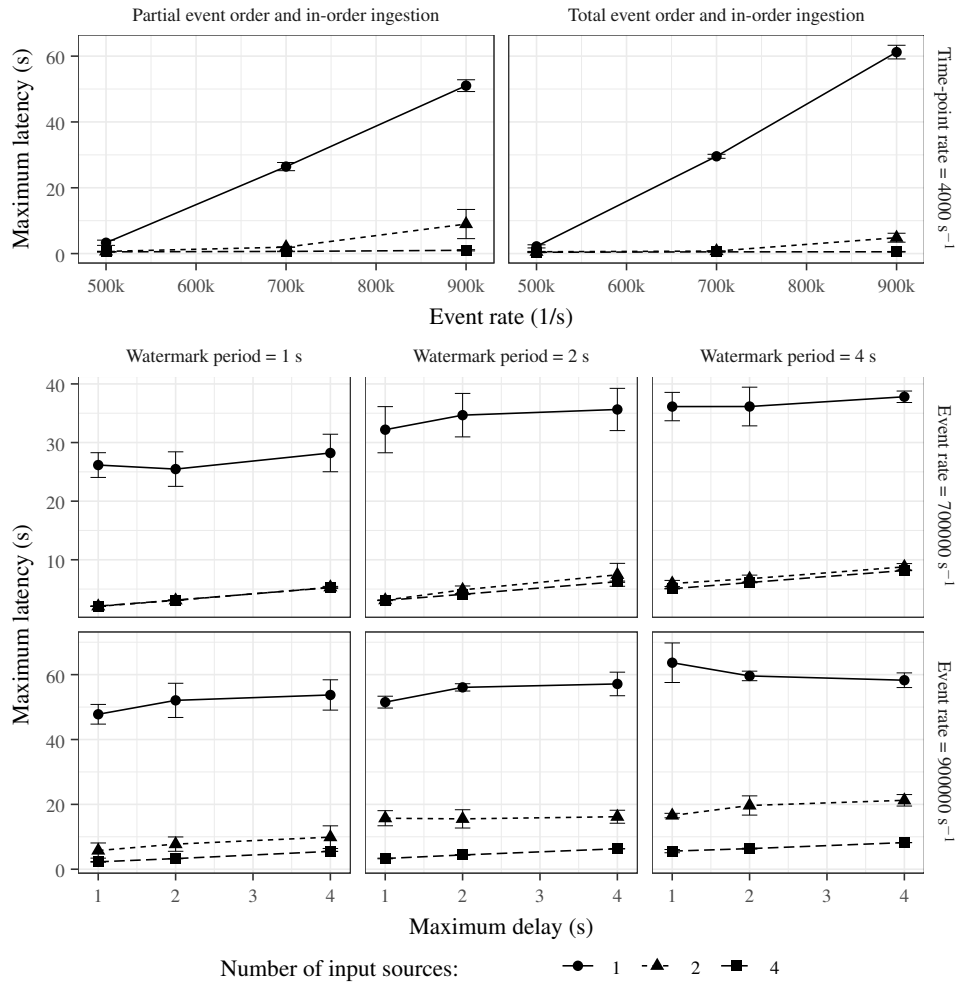 Partial event order and in-order ingestion
Total event order and in-order ingestion
Maximum latency (s)
60
40
20
0
Time-point rate = 4000 s⁻¹
500k 600k 700k 800k 900k
500k 600k 700k 800k 900k
Event rate (1/s)
Watermark period = 1 s
Watermark period = 2 s
Watermark period = 4 s
Maximum latency (s)
40
30
20
10
Event rate = 700000 s⁻¹
60
40
20
0
Event rate = 900000 s⁻¹
1 2 3 4
1 2 3 4
1 2 3 4
Maximum delay (s)
Number of input sources: 1 2 4